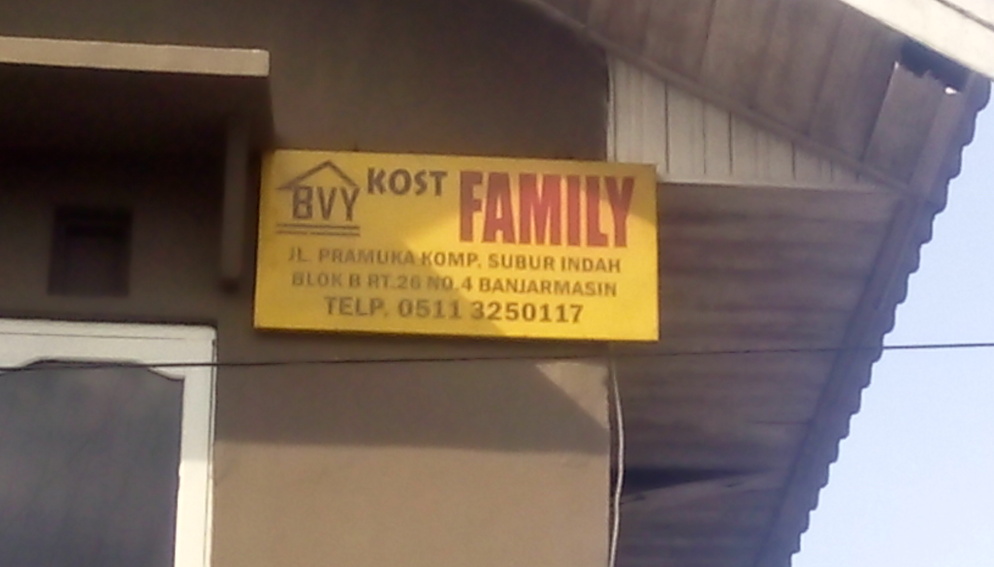 BVY KOST FAMILY
JL. PRAMUKA KOMP. SUBUR INDAH
BLOK B RT.26 NO.4 BANJARMASIN
TELP. 0511 3250117